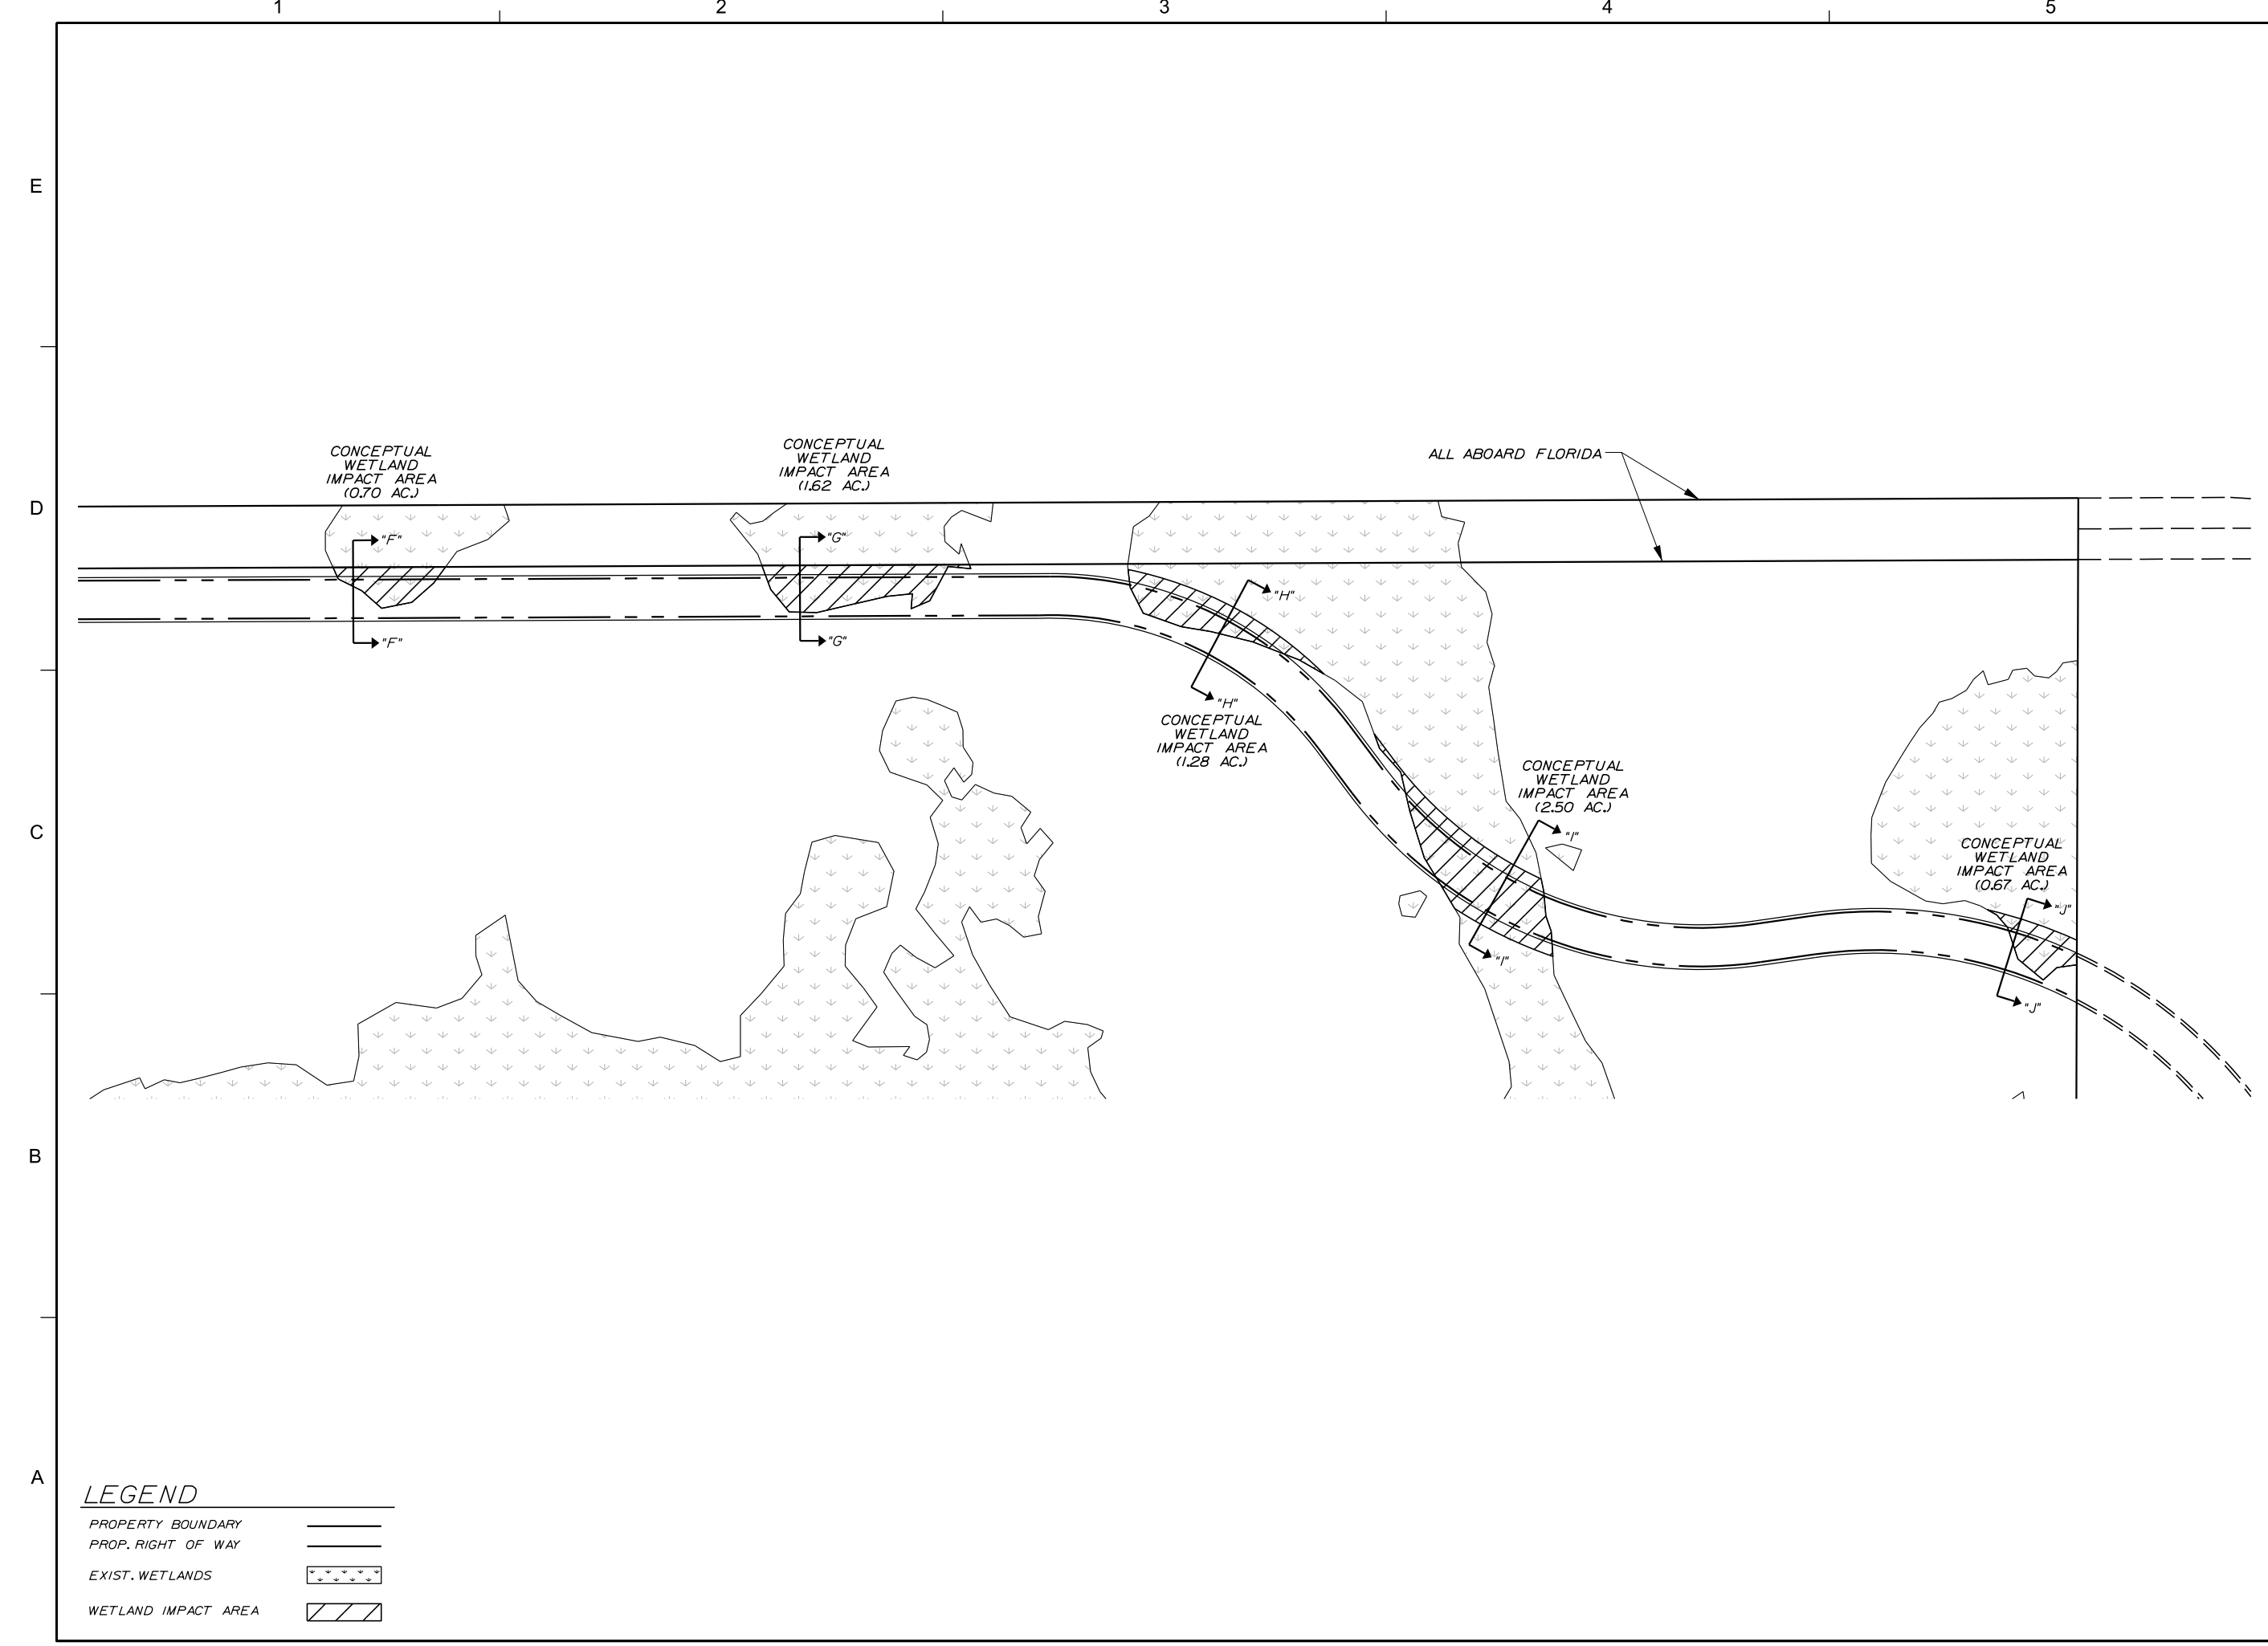 1 2 3 4 5
E
D
C
B
A
CONCEPTUAL
WETLAND
IMPACT AREA
(0.70 AC.)
CONCEPTUAL
WETLAND
IMPACT AREA
(1.62 AC.)
ALL ABOARD FLORIDA
"F"
"F"
"G"
"G"
"H"
"H"
CONCEPTUAL
WETLAND
IMPACT AREA
(1.28 AC.)
CONCEPTUAL
WETLAND
IMPACT AREA
(2.50 AC.)
"I"
"I"
CONCEPTUAL
WETLAND
IMPACT AREA
(0.67 AC.)
"J"
"J"
LEGEND
PROPERTY BOUNDARY
PROP. RIGHT OF WAY
EXIST. WETLANDS
WETLAND IMPACT AREA